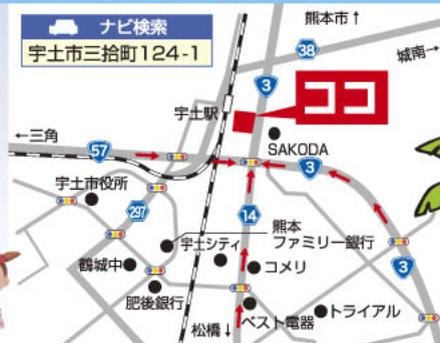 ナビ検索
宇土市三拾町124-1
熊本市↑
38
城南→
3
ココ
宇土駅
SAKODA
←三角
57
3
宇土市役所
297
14
熊本
ファミリー銀行
宇土シティ
鶴城中
コメリ
3
肥後銀行
トライアル
ベスト電器
松橋↓